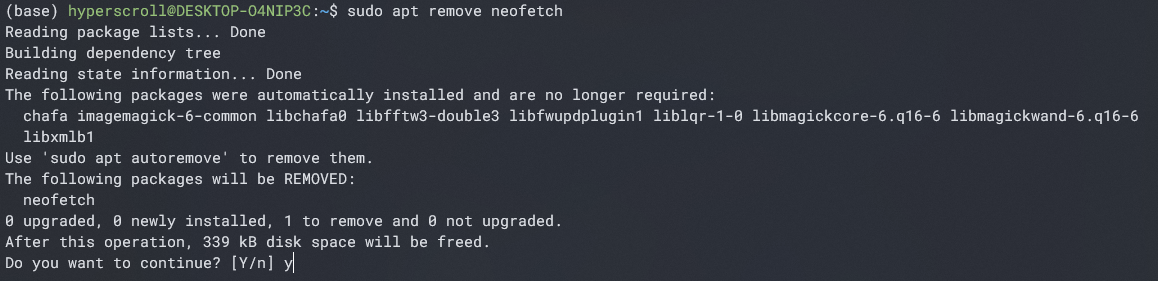 (base) hyperscroll@DESKTOP-O4NIP3C:~$ sudo apt remove neofetch
Reading package lists... Done
Building dependency tree
Reading state information... Done
The following packages were automatically installed and are no longer required:
  chafa imagemagick-6-common libchafa0 libfftw3-double3 libfwupdplugin1 liblqr-1-0 libmagickcore-6.q16-6 libmagickwand-6.q16-6
  libxmlb1
Use 'sudo apt autoremove' to remove them.
The following packages will be REMOVED:
  neofetch
0 upgraded, 0 newly installed, 1 to remove and 0 not upgraded.
After this operation, 339 kB disk space will be freed.
Do you want to continue? [Y/n] y